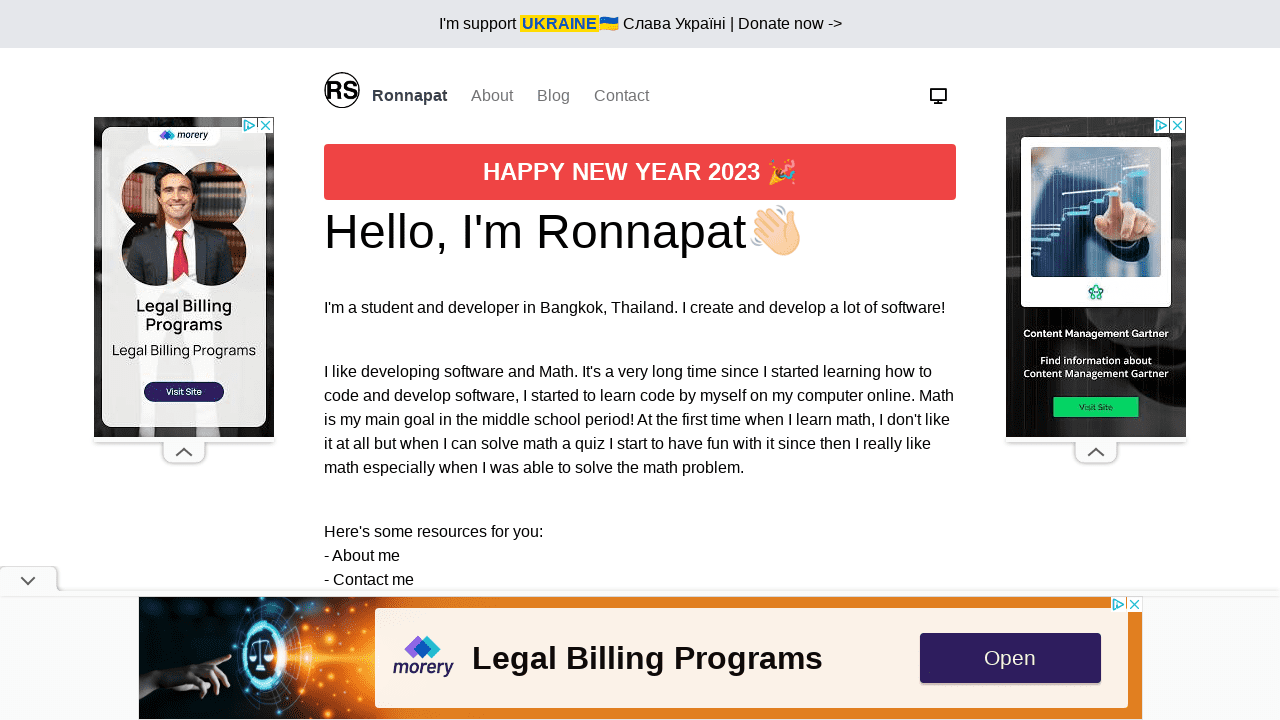 I'm support UKRAINE🇺🇦 Слава Україні | Donate now ->
RS Ronnapat About Blog Contact
HAPPY NEW YEAR 2023 🎉
Hello, I'm Ronnapat👋🏻
I'm a student and developer in Bangkok, Thailand. I create and develop a lot of software!
I like developing software and Math. It's a very long time since I started learning how to
code and develop software, I started to learn code by myself on my computer online. Math
is my main goal in the middle school period! At the first time when I learn math, I don't like
it at all but when I can solve math a quiz I start to have fun with it since then I really like
math especially when I was able to solve the math problem.
Here's some resources for you:
- About me
- Contact me
morery
Legal Billing
Programs
Legal Billing Programs
Visit Site
Content Management Gartner
Find information about
Content Management Gartner
Visit Site
morery
Legal Billing Programs
Open